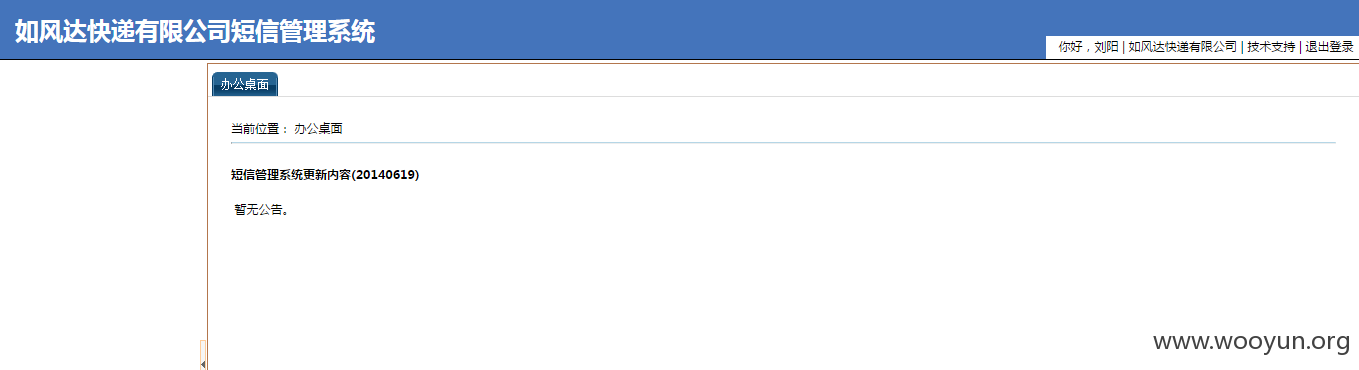 如风达快递有限公司短信管理系统
你好，刘阳 | 如风达快递有限公司 | 技术支持 | 退出登录
办公桌面
当前位置： 办公桌面
短信管理系统更新内容(20140619)
暂无公告。
www.wooyun.org